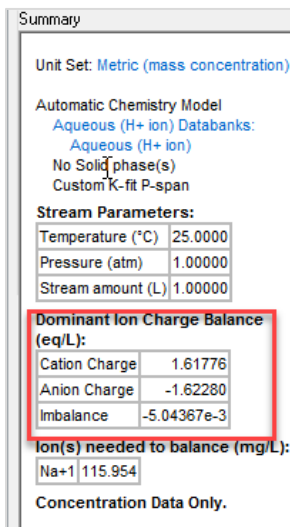 Summary
Unit Set: Metric (mass concentration)
Automatic Chemistry Model
Aqueous (H+ ion) Databanks:
Aqueous (H+ ion)
No Solid phase(s)
Custom K-fit P-span
Stream Parameters:
Temperature (°C) 25.0000
Pressure (atm) 1.00000
Stream amount (L) 1.00000
Dominant Ion Charge Balance
(eq/L):
Cation Charge 1.61776
Anion Charge -1.62280
Imbalance -5.04367e-3
Ion(s) needed to balance (mg/L):
Na+1 115.954
Concentration Data Only.